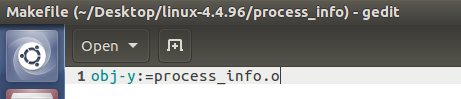 Makefile (~/Desktop/linux-4.4.96/process_info) - gedit
Open
1 obj-y:=process_info.o